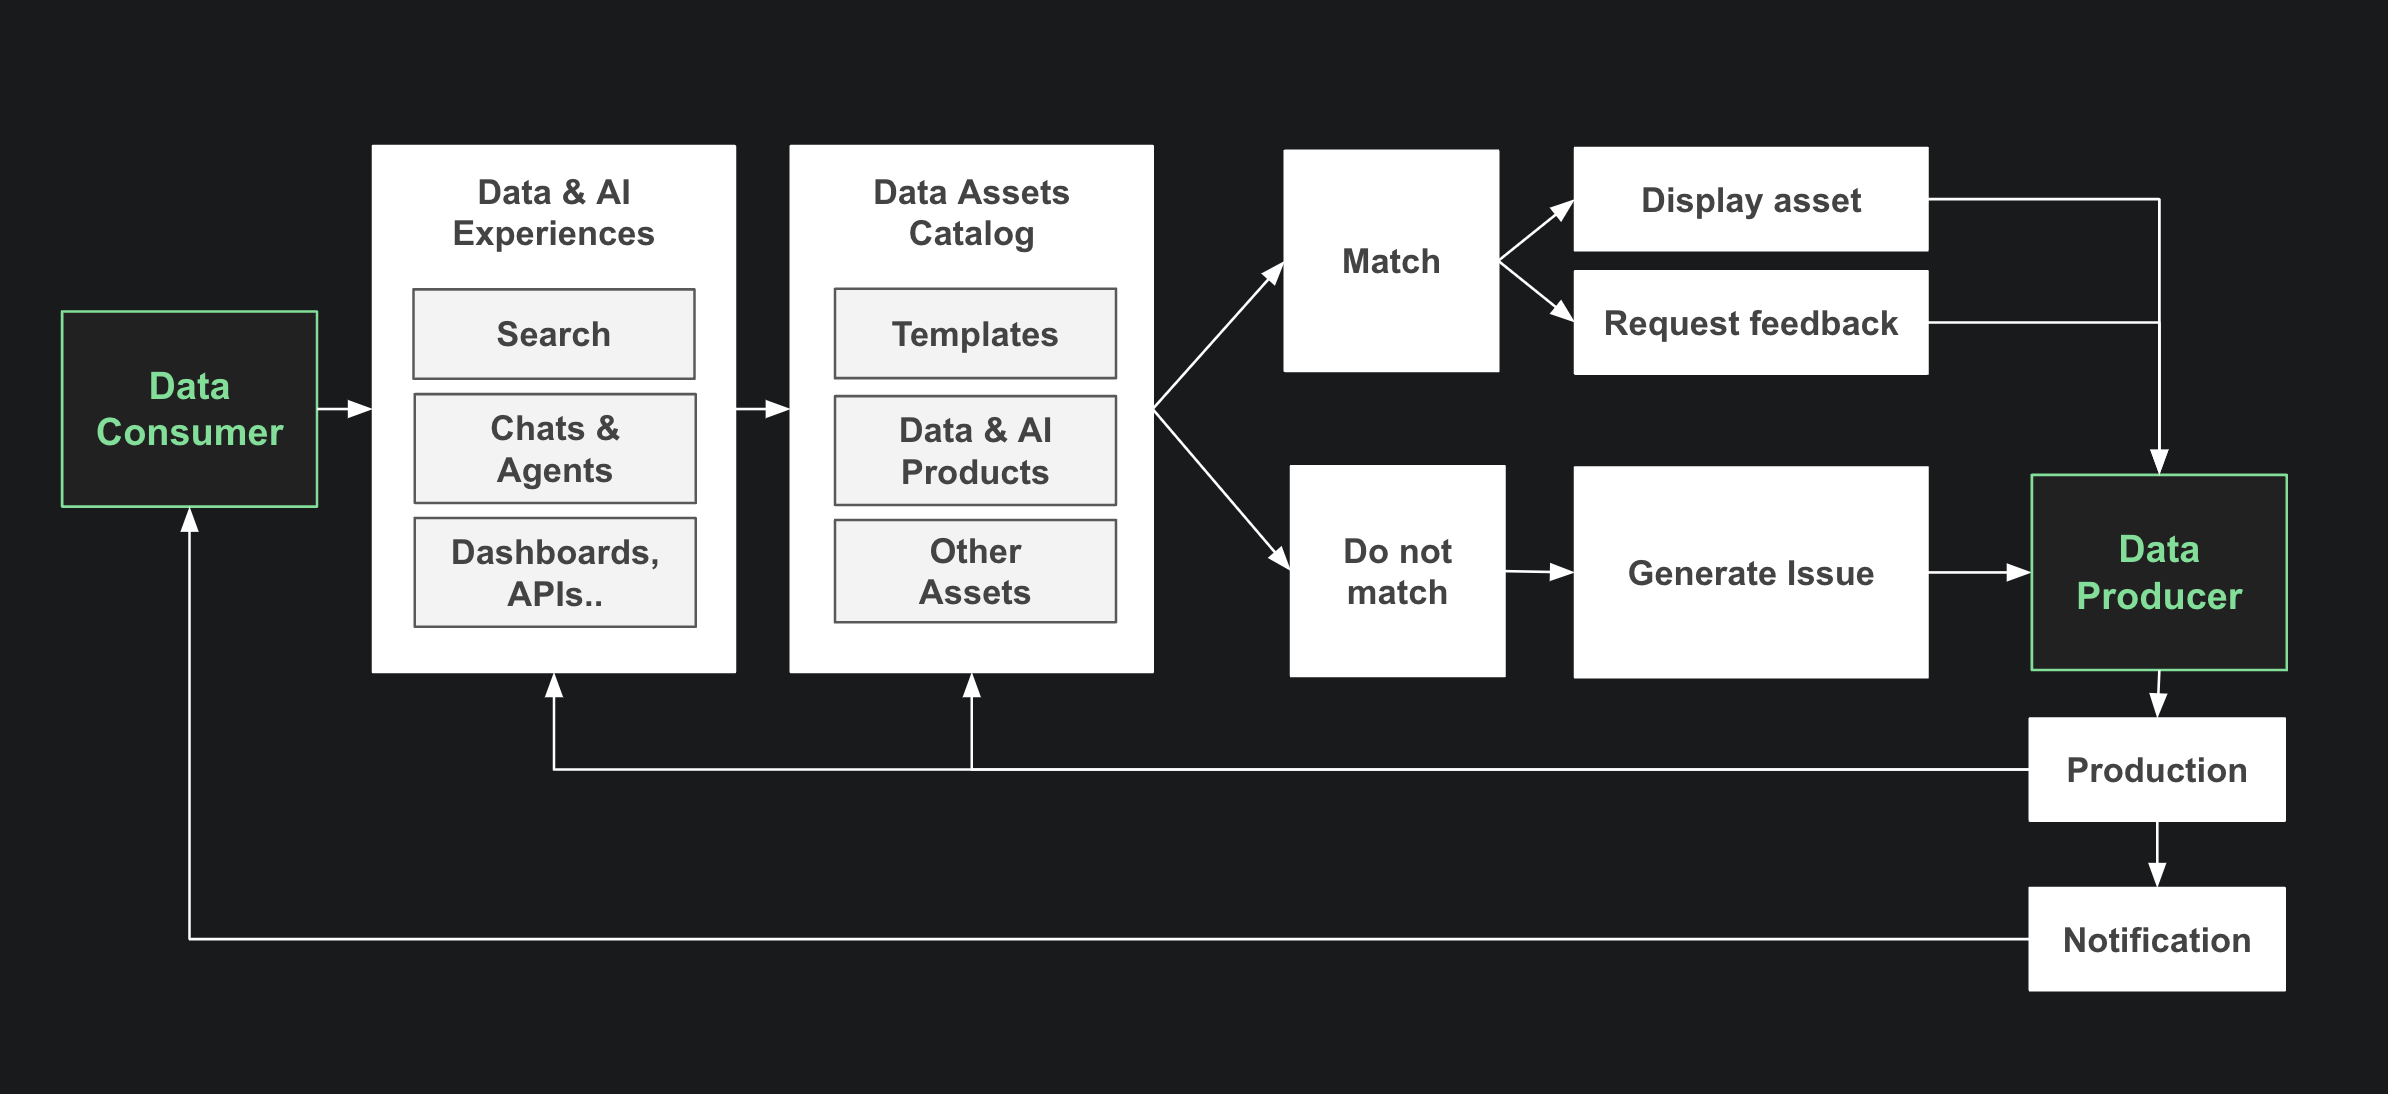 Data
Consumer
Data & AI
Experiences
Search
Chats &
Agents
Dashboards,
APIs..
Data Assets
Catalog
Templates
Data & AI
Products
Other
Assets
Match
Display asset
Request feedback
Do not
match
Generate Issue
Data
Producer
Production
Notification